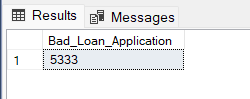 Results Messages
Bad_Loan_Application
1 5333